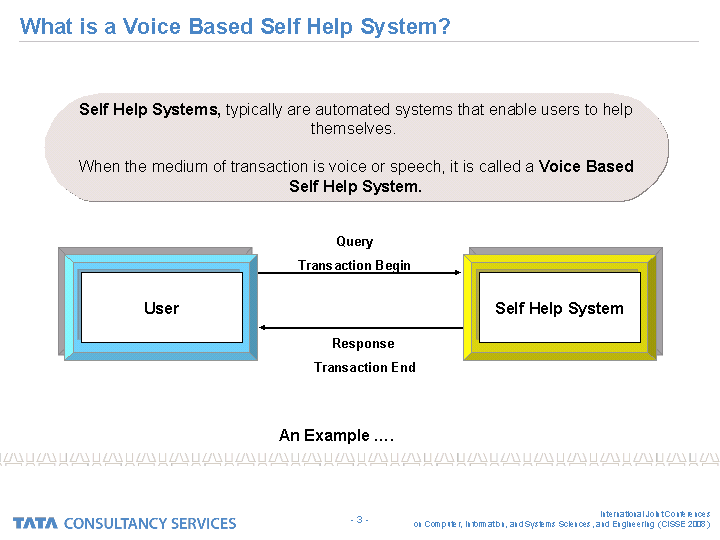 What is a Voice Based Self Help System?
Self Help Systems, typically are automated systems that enable users to help
themselves.
When the medium of transaction is voice or speech, it is called a Voice Based
Self Help System.
Query
Transaction Begin
User
Self Help System
Response
Transaction End
An Example ....
TATA CONSULTANCY SERVICES
- 3 -
International Joint Conferences
on Computer, Information, and Systems Sciences, and Engineering (CISSE 2008)